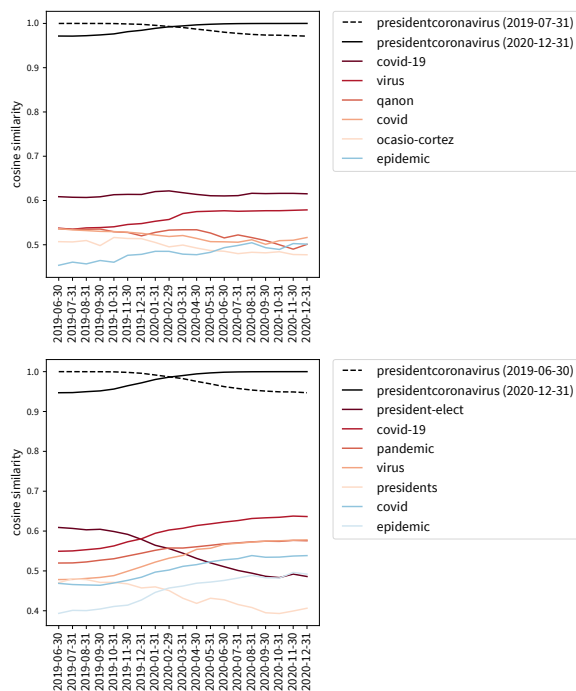 1.0
0.9
0.8
0.7
0.6
0.5
cosine similarity
2019-06-30
2019-07-31
2019-08-31
2019-09-30
2019-10-31
2019-11-30
2019-12-31
2020-01-31
2020-02-29
2020-03-31
2020-04-30
2020-05-31
2020-06-30
2020-07-31
2020-08-31
2020-09-30
2020-10-31
2020-11-30
2020-12-31
presidentcoronavirus (2019-07-31)
presidentcoronavirus (2020-12-31)
covid-19
virus
qanon
covid
ocasio-cortez
epidemic
1.0
0.9
0.8
0.7
0.6
0.5
0.4
cosine similarity
2019-06-30
2019-07-31
2019-08-31
2019-09-30
2019-10-31
2019-11-30
2019-12-31
2020-01-31
2020-02-29
2020-03-31
2020-04-30
2020-05-31
2020-06-30
2020-07-31
2020-08-31
2020-09-30
2020-10-31
2020-11-30
2020-12-31
presidentcoronavirus (2019-06-30)
presidentcoronavirus (2020-12-31)
president-elect
covid-19
pandemic
virus
presidents
covid
epidemic